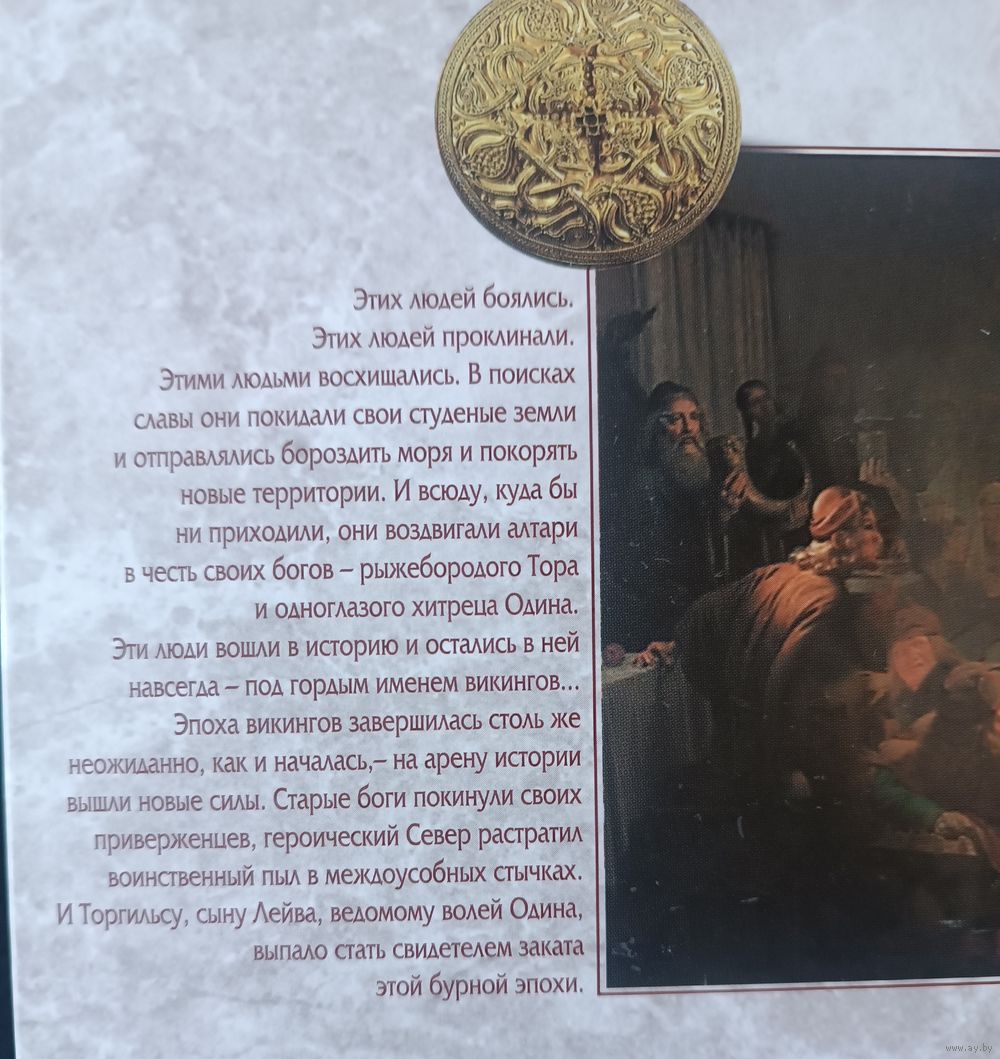 Этих людей боялись.
Этих людей проклинали.
Этими людьми восхищались. В поисках
славы они покидали свои студеные земли
и отправлялись бороздить моря и покорять
новые территории. И всюду, куда бы
ни приходили, они воздвигали алтари
в честь своих богов – рыжебородого Тора
и одноглазого хитреца Одина.
Эти люди вошли в историю и остались в ней
навсегда – под гордым именем викингов...
Эпоха викингов завершилась столь же
неожиданно, как и началась,– на арену истории
вышли новые силы. Старые боги покинули своих
приверженцев, героический Север растратил
воинственный пыл в междоусобных стычках.
И Торгильсу, сыну Лейва, ведомому волей Одина,
выпало стать свидетелем заката
этой бурной эпохи.
www.ay.by